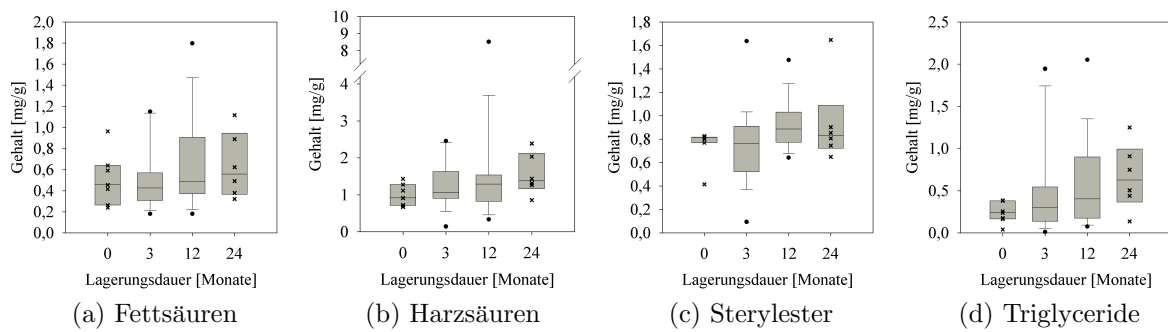 Gehalt [mg/g]
2,0
1,8
1,6
1,4
1,2
1,0
0,8
0,6
0,4
0,2
0,0
0 3 12 24
Lagerungsdauer [Monate]
(a) Fettsäuren
Gehalt [mg/g]
10
9
8
4
3
2
1
0
0 3 12 24
Lagerungsdauer [Monate]
(b) Harzsäuren
Gehalt [mg/g]
1,8
1,6
1,4
1,2
1,0
0,8
0,6
0,4
0,2
0,0
0 3 12 24
Lagerungsdauer [Monate]
(c) Sterylester
Gehalt [mg/g]
2,5
2,0
1,5
1,0
0,5
0,0
0 3 12 24
Lagerungsdauer [Monate]
(d) Triglyceride